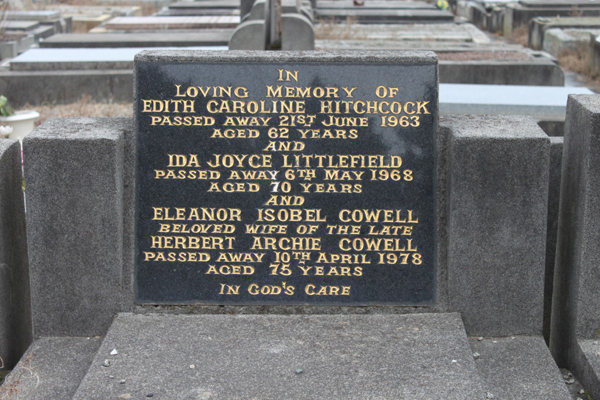 IN
LOVING MEMORY OF
EDITH CAROLINE HITCHCOCK
PASSED AWAY 21ST JUNE 1963
AGED 62 YEARS
AND
IDA JOYCE LITTLEFIELD
PASSED AWAY 6TH MAY 1968
AGED 70 YEARS
AND
ELEANOR ISOBEL COWELL
BELOVED WIFE OF THE LATE
HERBERT ARCHIE COWELL
PASSED AWAY 10TH APRIL 1978
AGED 75 YEARS
IN GOD'S CARE